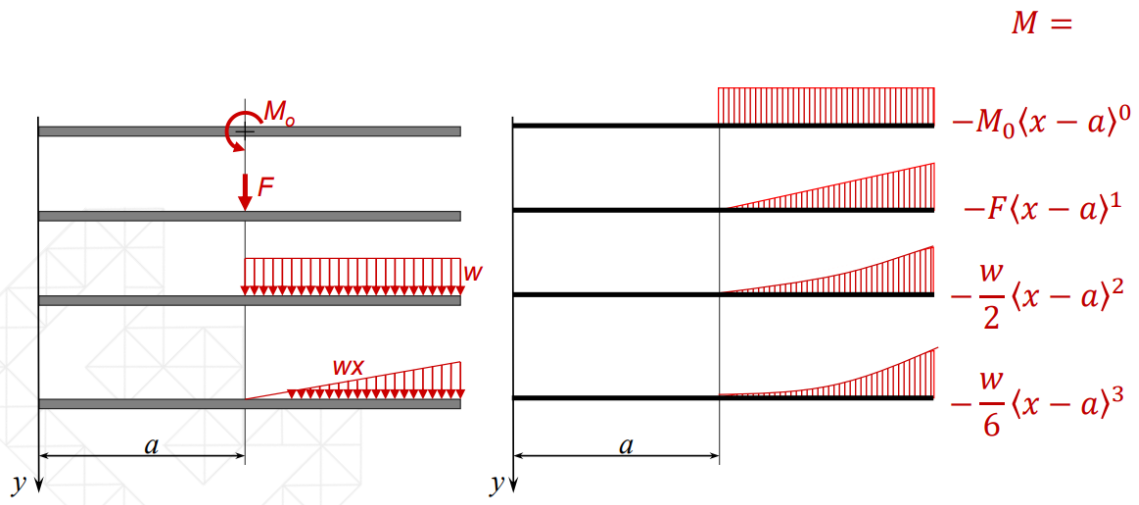 M =
M₀
−M₀⟨x − a⟩⁰
F
−F⟨x − a⟩¹
w
−w/2⟨x − a⟩²
wx
−w/6⟨x − a⟩³
a
a
y
y